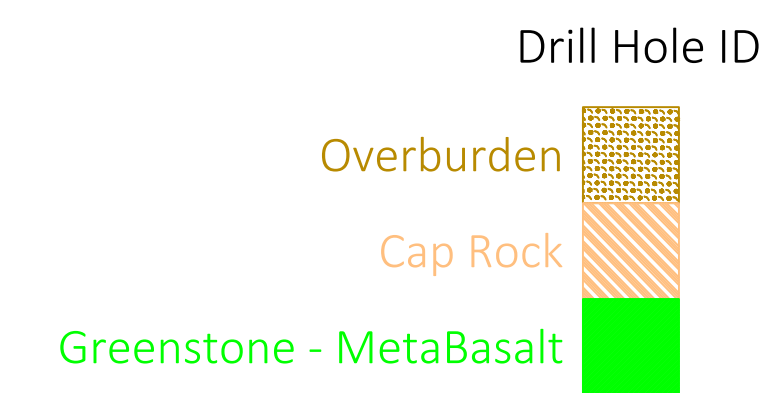 Drill Hole ID
Overburden
Cap Rock
Greenstone - MetaBasalt